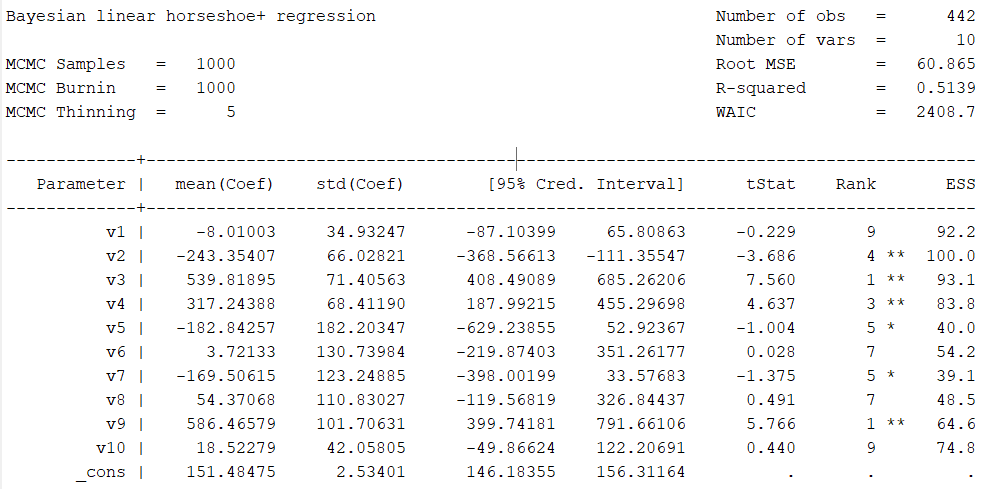 Bayesian linear horseshoe+ regression                                  Number of obs   =      442
                                                                       Number of vars  =       10
MCMC Samples   =   1000                                                Root MSE        =   60.865
MCMC Burnin    =   1000                                                R-squared       =   0.5139
MCMC Thinning  =      5                                                WAIC            =   2408.7

-------------+-----------------------------------------------------------------------------------
   Parameter |   mean(Coef)    std(Coef)        [95% Cred. Interval]      tStat    Rank       ESS
-------------+-----------------------------------------------------------------------------------
          v1 |     -8.01003     34.93247      -87.10399     65.80863     -0.229       9      92.2
          v2 |   -243.35407     66.02821     -368.56613   -111.35547     -3.686       4 **  100.0
          v3 |    539.81895     71.40563      408.49089    685.26206      7.560       1 **   93.1
          v4 |    317.24388     68.41190      187.99215    455.29698      4.637       3 **   83.8
          v5 |   -182.84257    182.20347     -629.23855     52.92367     -1.004       5 *    40.0
          v6 |      3.72133    130.73984     -219.87403    351.26177      0.028       7      54.2
          v7 |   -169.50615    123.24885     -398.00199     33.57683     -1.375       5 *    39.1
          v8 |     54.37068    110.83027     -119.56819    326.84437      0.491       7      48.5
          v9 |    586.46579    101.70631      399.74181    791.66106      5.766       1 **   64.6
         v10 |     18.52279     42.05805      -49.86624    122.20691      0.440       9      74.8
       _cons |    151.48475      2.53401      146.18355    156.31164          .       .         .